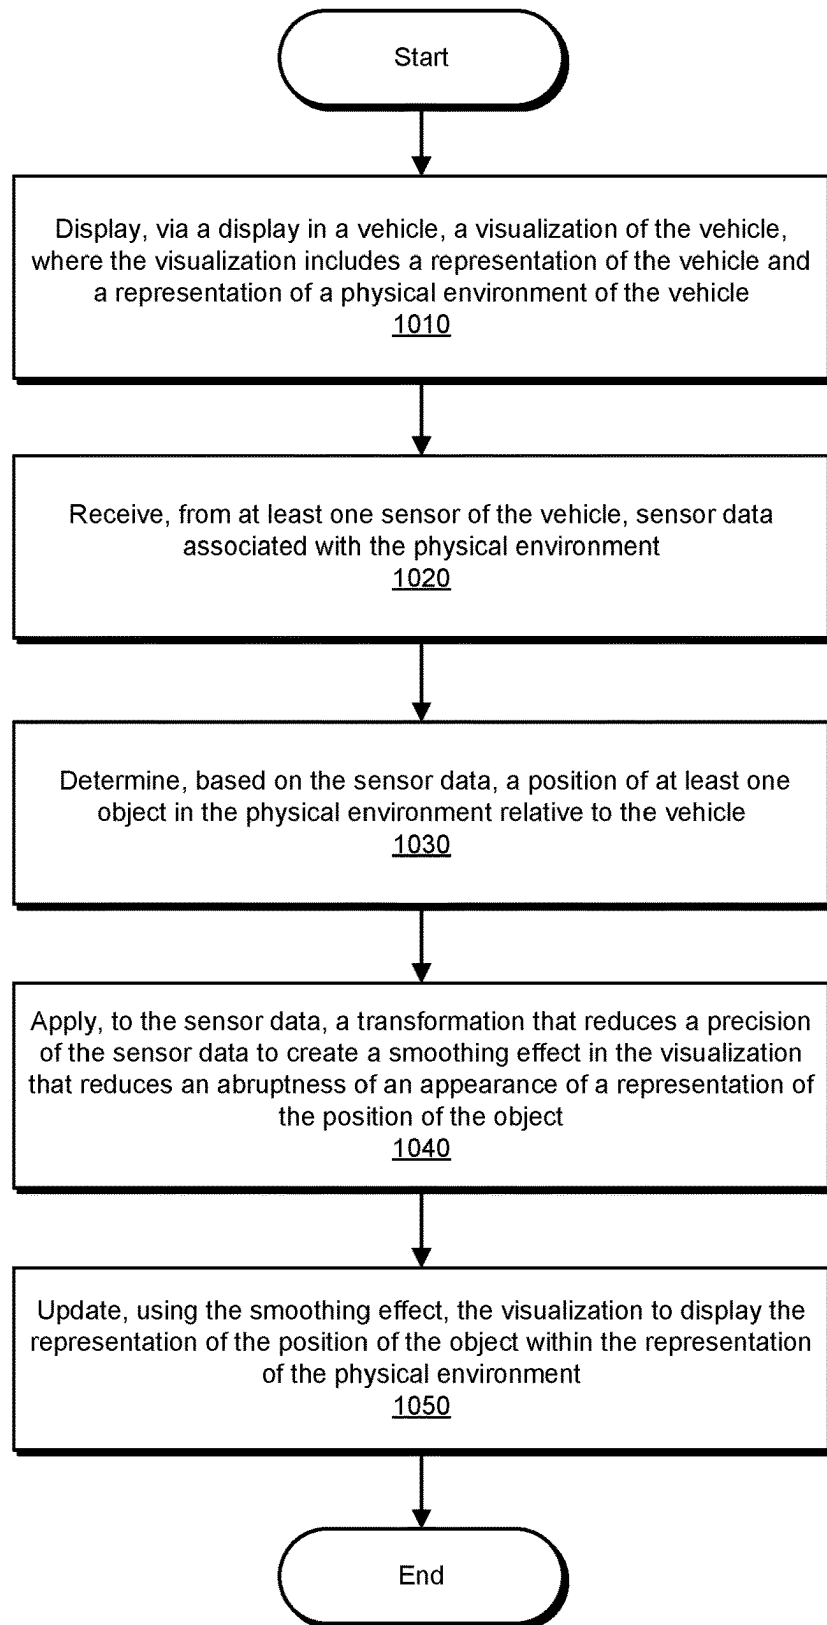 Start
Display, via a display in a vehicle, a visualization of the vehicle,
where the visualization includes a representation of the vehicle and
a representation of a physical environment of the vehicle
1010
Receive, from at least one sensor of the vehicle, sensor data
associated with the physical environment
1020
Determine, based on the sensor data, a position of at least one
object in the physical environment relative to the vehicle
1030
Apply, to the sensor data, a transformation that reduces a precision
of the sensor data to create a smoothing effect in the visualization
that reduces an abruptness of an appearance of a representation of
the position of the object
1040
Update, using the smoothing effect, the visualization to display the
representation of the position of the object within the representation
of the physical environment
1050
End